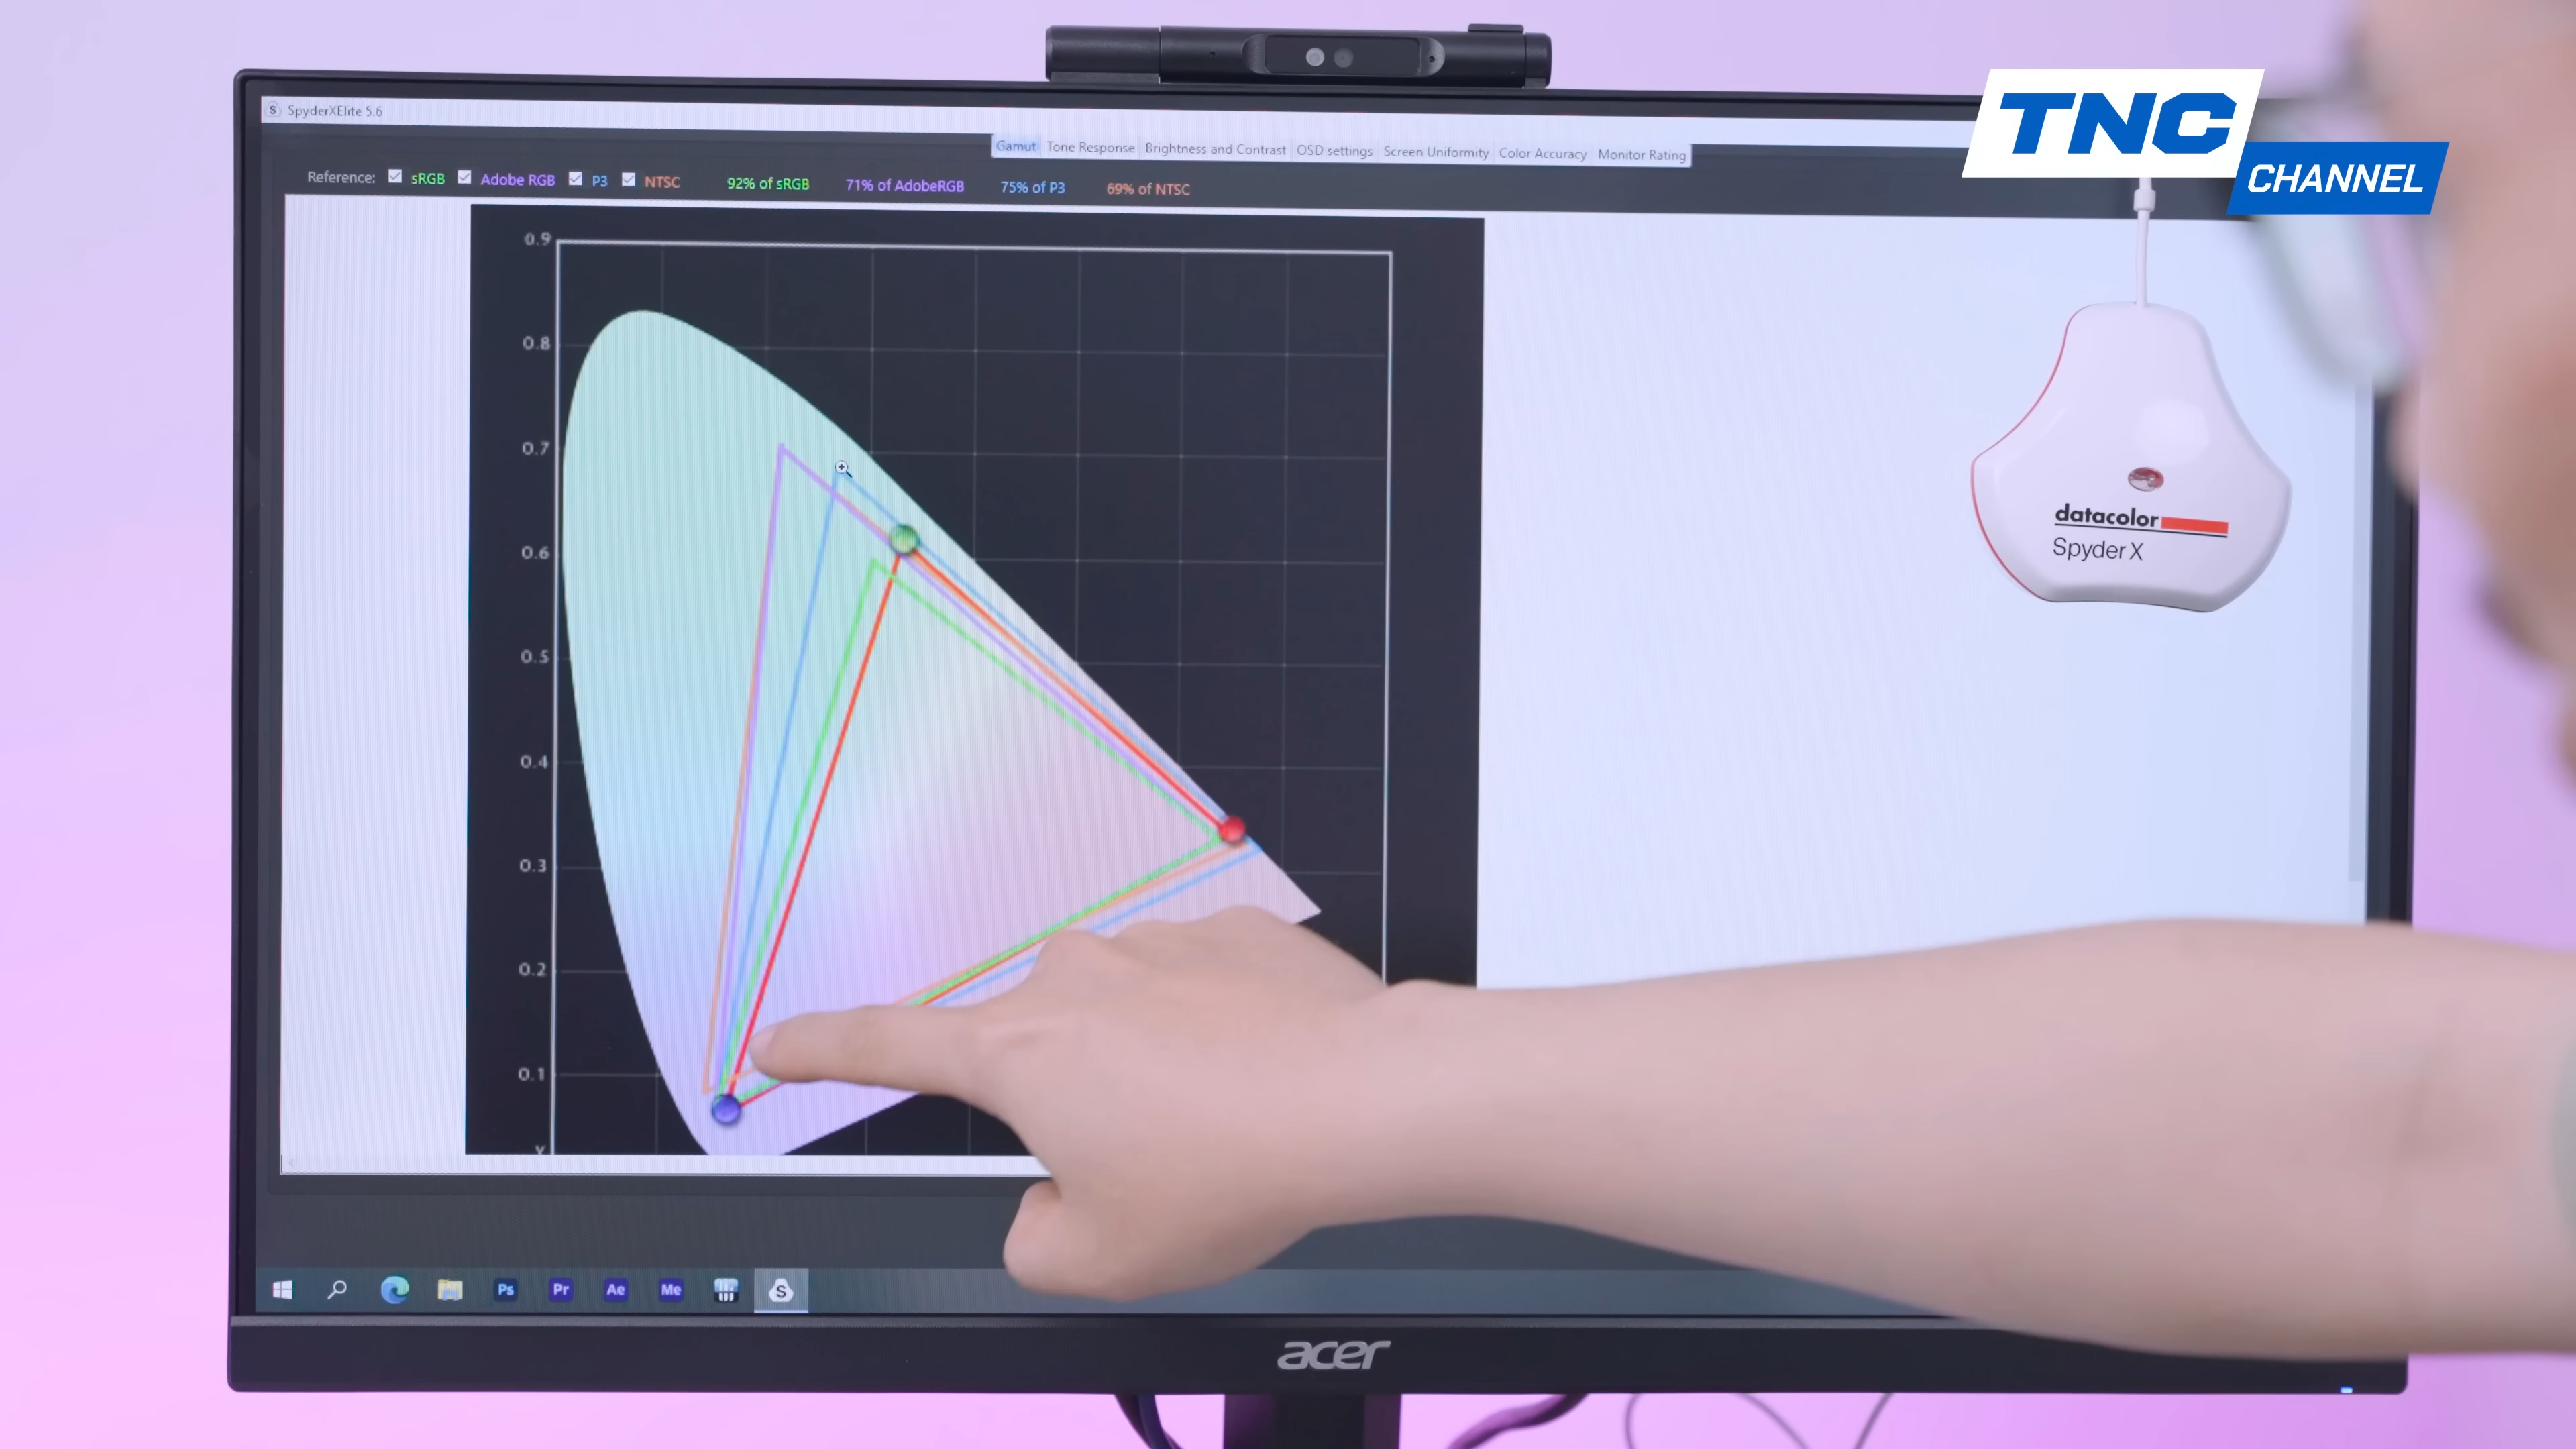 TNC
CHANNEL
S SpyderXElite 5.6
Gamut Tone Response Brightness and Contrast OSD settings Screen Uniformity Color Accuracy Monitor Rating
Reference: sRGB Adobe RGB P3 NTSC 92% of sRGB 71% of AdobeRGB 75% of P3 69% of NTSC
0.9
0.8
0.7
0.6
0.5
0.4
0.3
0.2
0.1
Y
datacolor
Spyder X
Ps Pr Ae Me S
acer